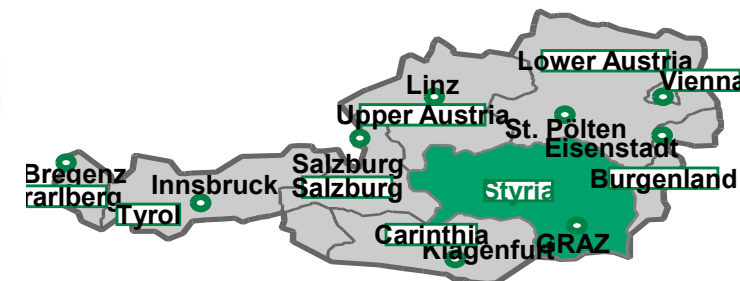 Lower Austria
Linz
Vienna
Upper Austria
St. Pölten
Eisenstadt
Salzburg
Bregenz
Innsbruck
Salzburg
Styria
Burgenland
rarlberg
Tyrol
Carinthia
GRAZ
Klagenfurt